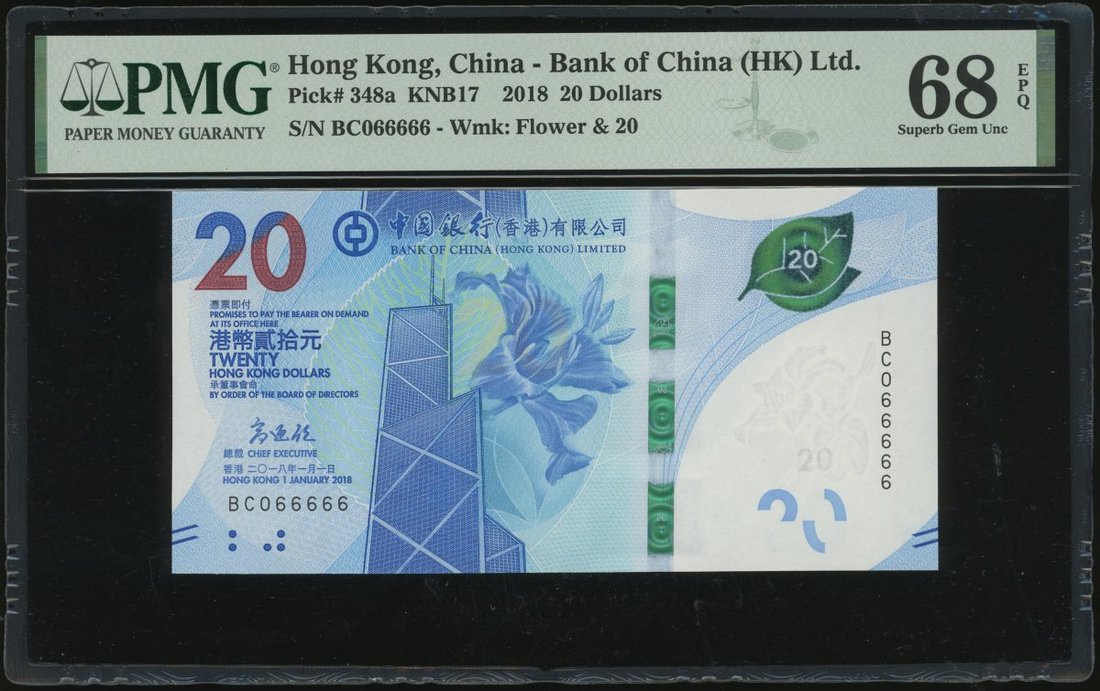 PMG®
PAPER MONEY GUARANTY
Hong Kong, China - Bank of China (HK) Ltd.
Pick# 348a KNB17 2018 20 Dollars
S/N BC066666 - Wmk: Flower & 20
68
EPQ
Superb Gem Unc
20
中国银行(香港)有限公司
BANK OF CHINA (HONG KONG) LIMITED
憑票即付
PROMISES TO PAY THE BEARER ON DEMAND
AT ITS OFFICE HERE
港幣貳拾元
TWENTY
HONG KONG DOLLARS
承董事會命
BY ORDER OF THE BOARD OF DIRECTORS
總裁 CHIEF EXECUTIVE
香港 二〇一八年一月一日
HONG KONG 1 JANUARY 2018
BC066666
20
BC066666
20